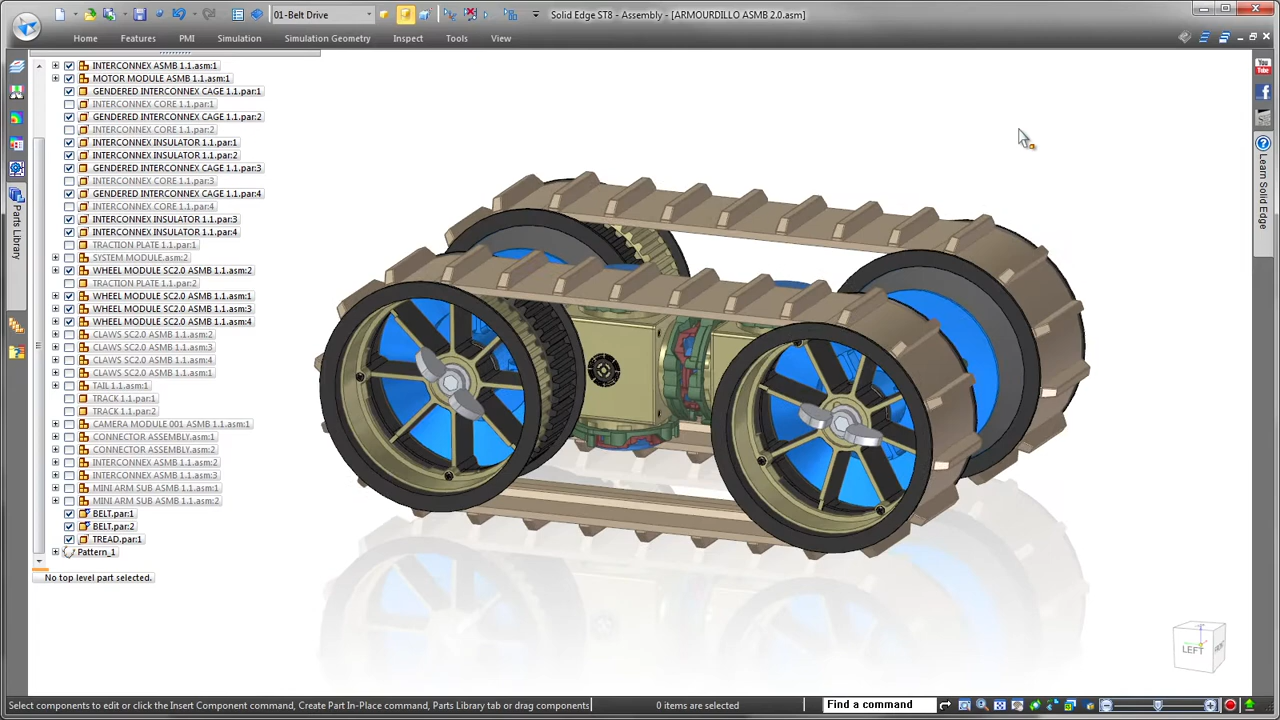 01-Belt Drive
Solid Edge ST8 - Assembly - [ARMOURDILLO ASMB 2.0.asm]
Home Features PMI Simulation Simulation Geometry Inspect Tools View
INTERCONNEX ASMB 1.1.asm:1
MOTOR MODULE ASMB 1.1.asm:1
GENDERED INTERCONNEX CAGE 1.1.par:1
INTERCONNEX CORE 1.1.par:1
GENDERED INTERCONNEX CAGE 1.1.par:2
INTERCONNEX CORE 1.1.par:2
INTERCONNEX INSULATOR 1.1.par:1
INTERCONNEX INSULATOR 1.1.par:2
GENDERED INTERCONNEX CAGE 1.1.par:3
INTERCONNEX CORE 1.1.par:3
GENDERED INTERCONNEX CAGE 1.1.par:4
INTERCONNEX CORE 1.1.par:4
INTERCONNEX INSULATOR 1.1.par:3
INTERCONNEX INSULATOR 1.1.par:4
TRACTION PLATE 1.1.par:1
SYSTEM MODULE.asm:2
WHEEL MODULE SC2.0 ASMB 1.1.asm:2
TRACTION PLATE 1.1.par:2
WHEEL MODULE SC2.0 ASMB 1.1.asm:1
WHEEL MODULE SC2.0 ASMB 1.1.asm:3
WHEEL MODULE SC2.0 ASMB 1.1.asm:4
CLAWS SC2.0 ASMB 1.1.asm:2
CLAWS SC2.0 ASMB 1.1.asm:3
CLAWS SC2.0 ASMB 1.1.asm:4
CLAWS SC2.0 ASMB 1.1.asm:1
TAIL 1.1.asm:1
TRACK 1.1.par:1
TRACK 1.1.par:2
CAMERA MODULE 001 ASMB 1.1.asm:1
CONNECTOR ASSEMBLY.asm:1
CONNECTOR ASSEMBLY.asm:2
INTERCONNEX ASMB 1.1.asm:2
INTERCONNEX ASMB 1.1.asm:3
MINI ARM SUB ASMB 1.1.asm:1
MINI ARM SUB ASMB 1.1.asm:2
BELT.par:1
BELT.par:2
TREAD.par:1
Pattern_1
No top level part selected.
Parts Library
You Tube
Learn Solid Edge
LEFT
Select components to edit or click the Insert Component command, Create Part In-Place command, Parts Library tab or drag components
0 items are selected
Find a command